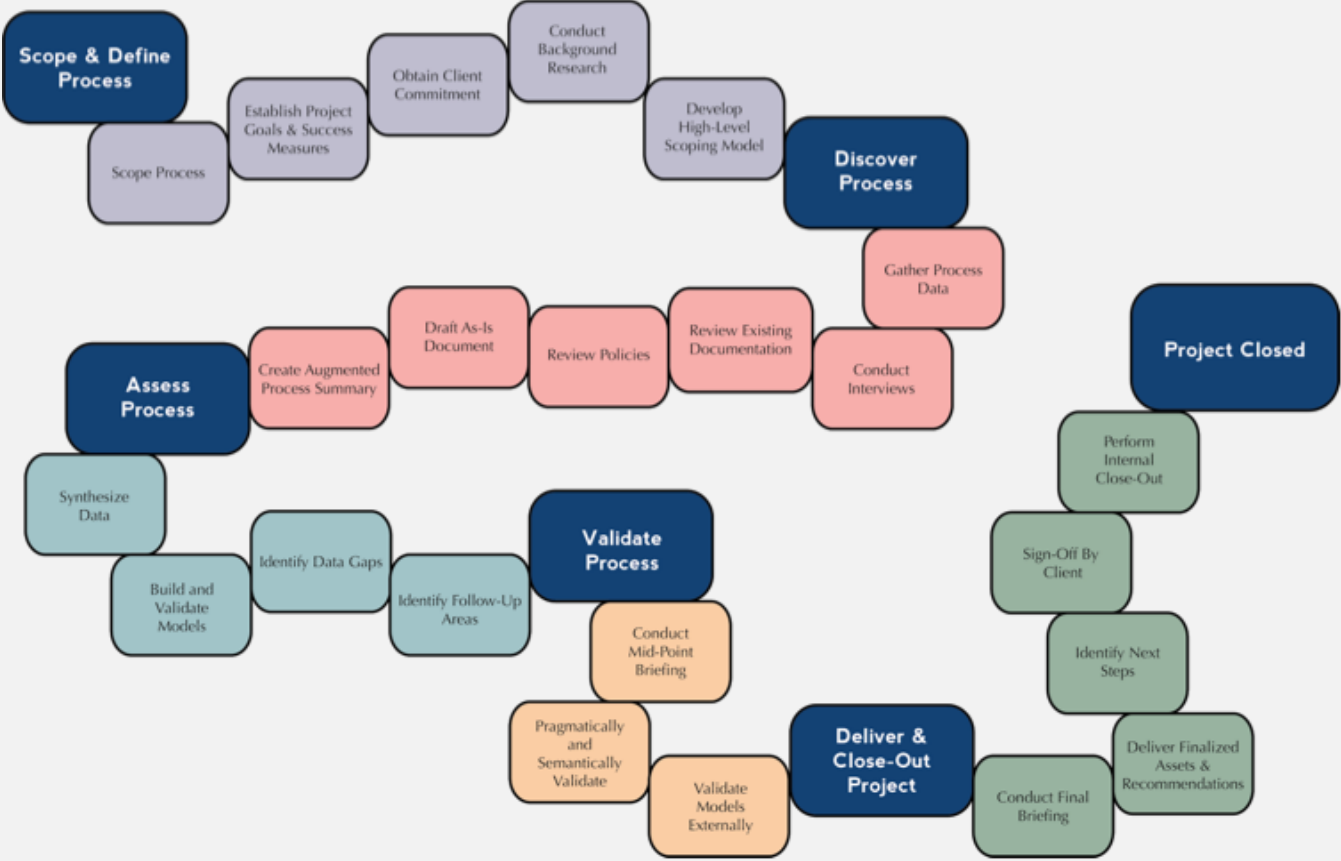 Scope & Define
Process
Scope Process
Establish Project
Goals & Success
Measures
Obtain Client
Commitment
Conduct
Background
Research
Develop
High-Level
Scoping Model
Discover
Process
Gather Process
Data
Conduct
Interviews
Review Existing
Documentation
Review Policies
Draft As-Is
Document
Create Augmented
Process Summary
Assess
Process
Synthesize
Data
Build and
Validate
Models
Identify Data Gaps
Identify Follow-Up
Areas
Validate
Process
Conduct
Mid-Point
Briefing
Pragmatically
and
Semantically
Validate
Validate
Models
Externally
Deliver &
Close-Out
Project
Conduct Final
Briefing
Deliver Finalized
Assets &
Recommendations
Identify Next
Steps
Sign-Off By
Client
Perform
Internal
Close-Out
Project Closed